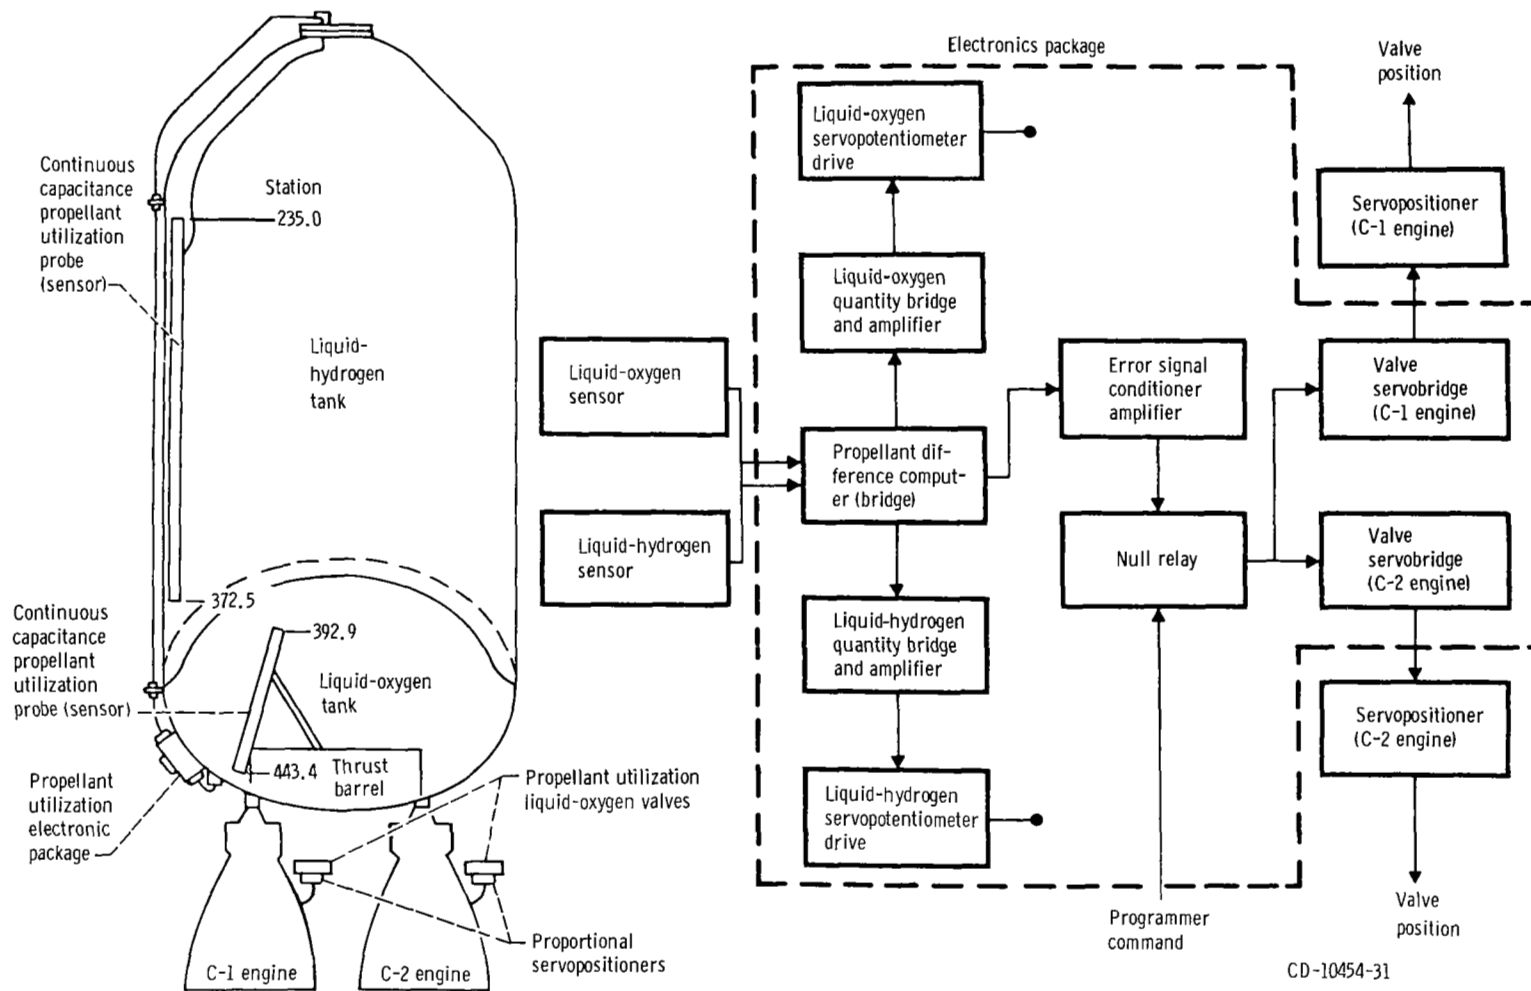 Electronics package
Valve
position
Liquid-oxygen
servopotentiometer
drive
Continuous
capacitance
propellant
utilization
probe
(sensor)
Station
235.0
Servopositioner
(C-1 engine)
Liquid-oxygen
quantity bridge
and amplifier
Liquid-
hydrogen
tank
Liquid-oxygen
sensor
Error signal
conditioner
amplifier
Valve
servobridge
(C-1 engine)
Propellant dif-
ference comput-
er (bridge)
Liquid-hydrogen
sensor
Null relay
Valve
servobridge
(C-2 engine)
372.5
Continuous
capacitance
propellant
utilization
probe (sensor)
392.9
Liquid-hydrogen
quantity bridge
and amplifier
Liquid-oxygen
tank
Servopositioner
(C-2 engine)
443.4
Thrust
barrel
Propellant utilization
liquid-oxygen valves
Liquid-hydrogen
servopotentiometer
drive
Propellant
utilization
electronic
package
Programmer
command
Valve
position
Proportional
servopositioners
C-1 engine
C-2 engine
CD-10454-31